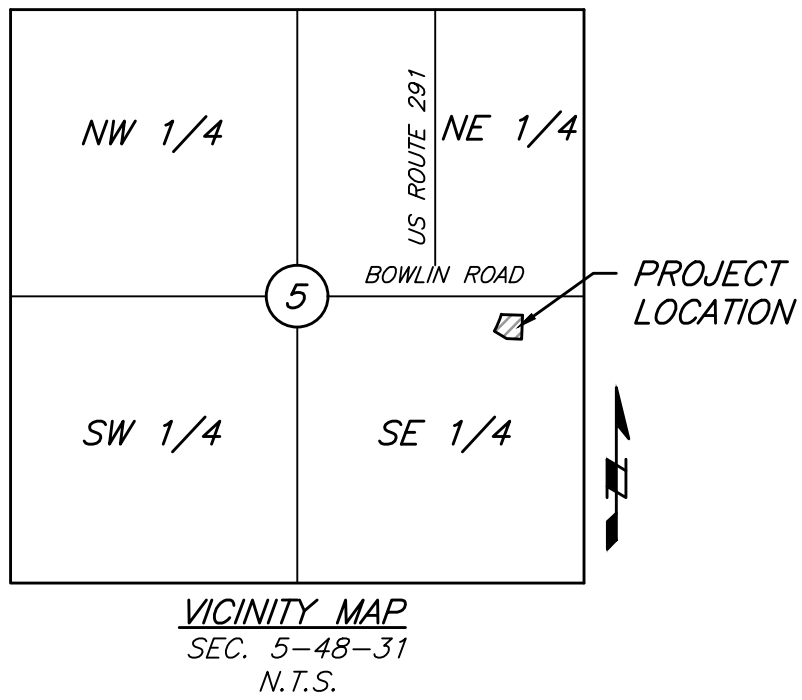 NW 1/4
US ROUTE 291
NE 1/4
BOWLIN ROAD
5
PROJECT
LOCATION
SW 1/4
SE 1/4
VICINITY MAP
SEC. 5-48-31
N.T.S.